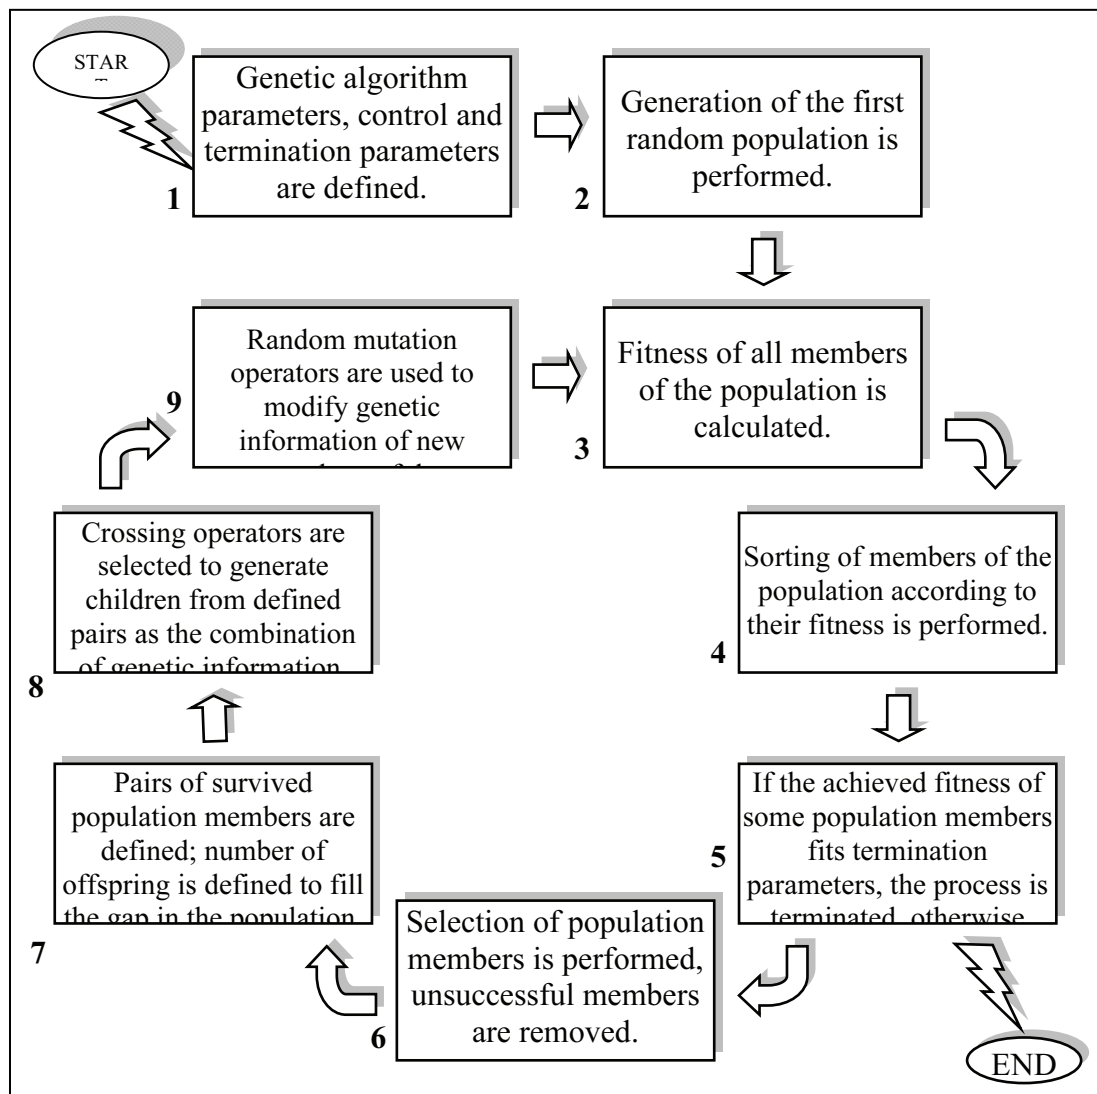 STAR
T
Genetic algorithm
parameters, control and
termination parameters
are defined.
1
Generation of the first
random population is
performed.
2
Fitness of all members
of the population is
calculated.
3
Sorting of members of the
population according to
their fitness is performed.
4
If the achieved fitness of
some population members
fits termination
parameters, the process is
terminated, otherwise
5
END
Selection of population
members is performed,
unsuccessful members
are removed.
6
Pairs of survived
population members are
defined; number of
offspring is defined to fill
the gap in the population.
7
Crossing operators are
selected to generate
children from defined
pairs as the combination
of genetic information.
8
Random mutation
operators are used to
modify genetic
information of new
9